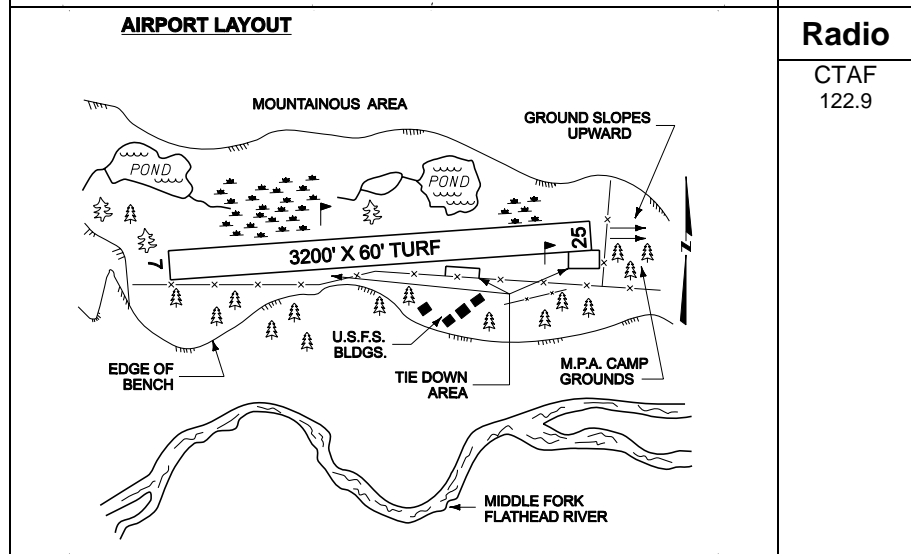 AIRPORT LAYOUT
Radio
CTAF
122.9
MOUNTAINOUS AREA
GROUND SLOPES
UPWARD
POND
POND
N
25
3200' X 60' TURF
7
U.S.F.S.
BLDGS.
EDGE OF
BENCH
TIE DOWN
AREA
M.P.A. CAMP
GROUNDS
MIDDLE FORK
FLATHEAD RIVER